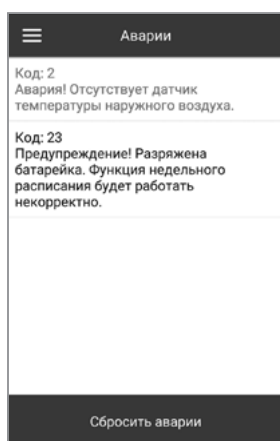 Аварии
Код: 2
Авария! Отсутствует датчик
температуры наружного воздуха.
Код: 23
Предупреждение! Разряжена
батарейка. Функция недельного
расписания будет работать
некорректно.
Сбросить аварии